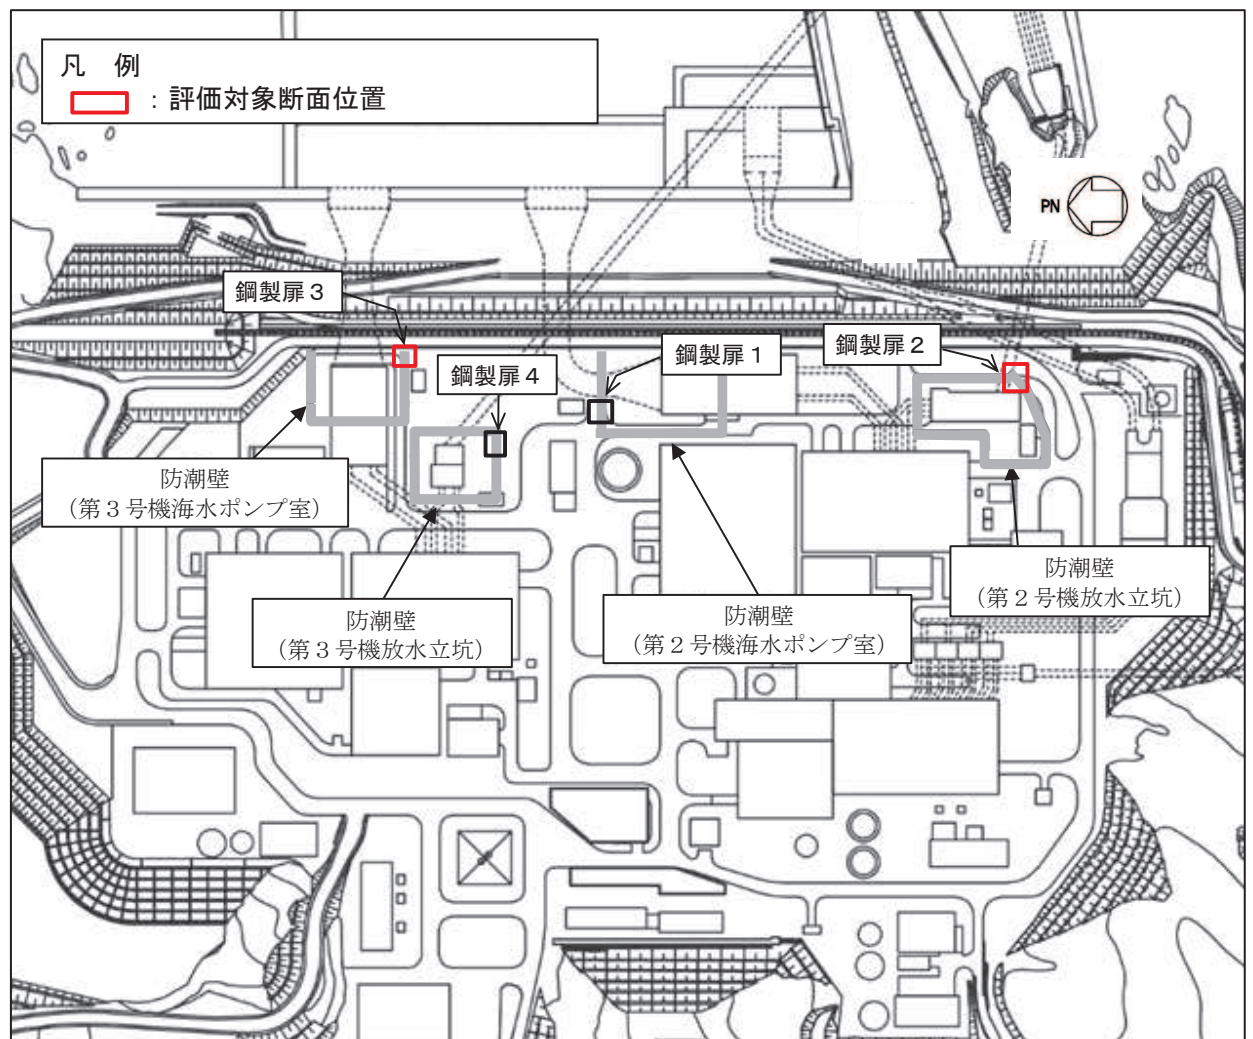 凡　例
：評価対象断面位置
PN
鋼製扉３
鋼製扉１
鋼製扉２
鋼製扉４
防潮壁
（第３号機海水ポンプ室）
防潮壁
（第２号機放水立坑）
防潮壁
（第３号機放水立坑）
防潮壁
（第２号機海水ポンプ室）